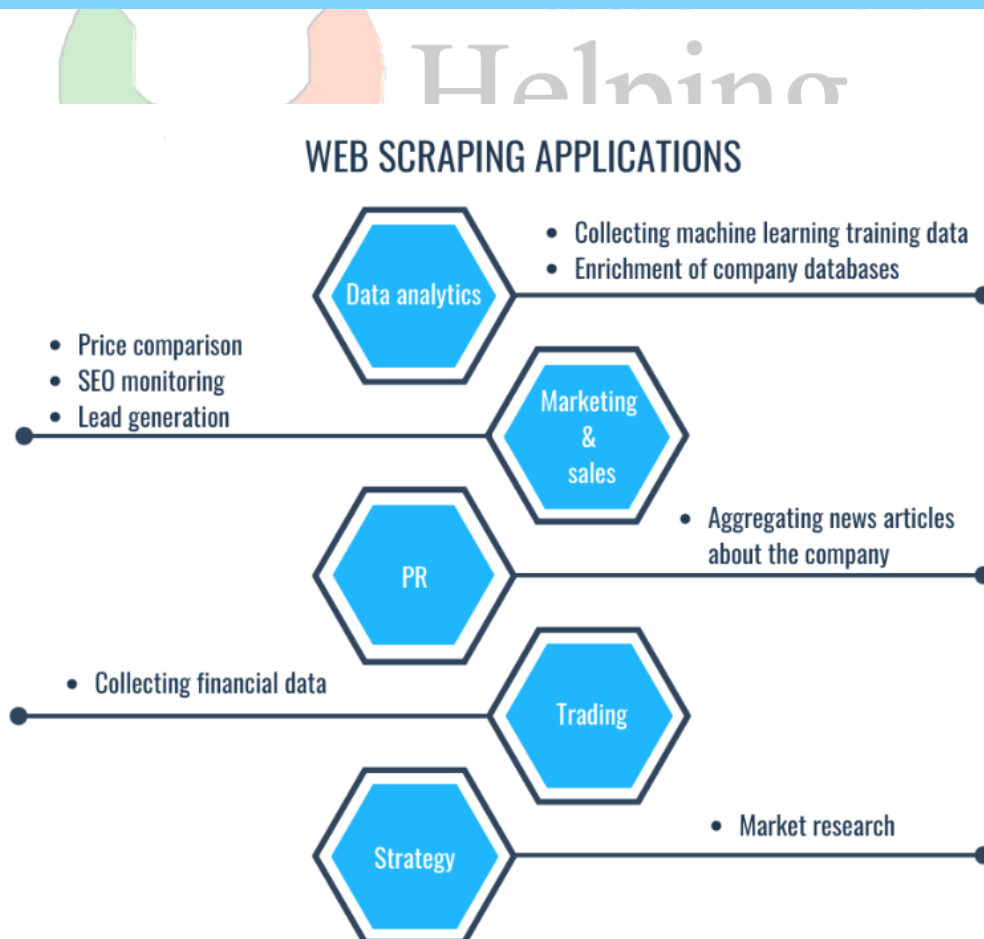 Helping
WEB SCRAPING APPLICATIONS
Data analytics
• Collecting machine learning training data
• Enrichment of company databases
• Price comparison
• SEO monitoring
• Lead generation
Marketing
&
sales
PR
• Aggregating news articles
about the company
• Collecting financial data
Trading
Strategy
• Market research